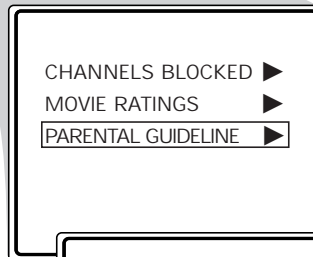 CHANNELS BLOCKED ▶
MOVIE RATINGS ▶
PARENTAL GUIDELINE ▶